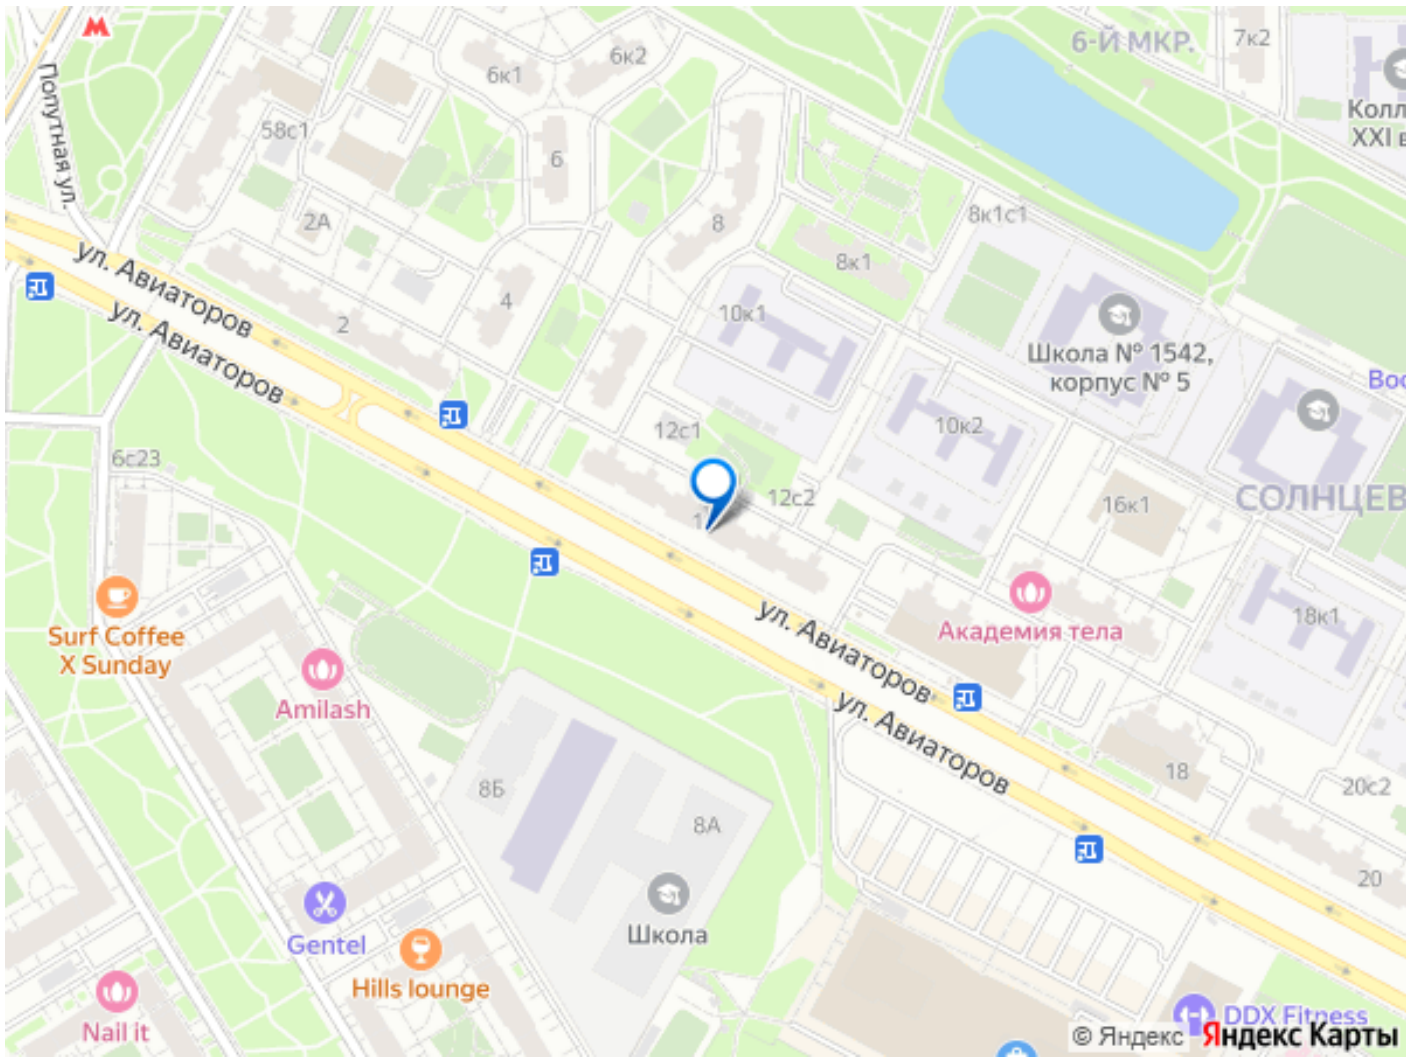 6-Й МКР.
7к2
6к2
6к1
Колл
XXI в
Попутная ул.
58с1
6
2А
8
8к1с1
8к1
ул. Авиаторов
4
10к1
ул. Авиаторов
2
Школа № 1542,
корпус № 5
Вос
12с1
10к2
6с23
12с2
16к1
СОЛНЦЕВ
1
Surf Coffee
X Sunday
Академия тела
18к1
ул. Авиаторов
Amilash
ул. Авиаторов
18
8Б
20с2
8А
20
Школа
Gentel
Hills lounge
Nail it
DDX Fitness
© Яндекс Яндекс Карты